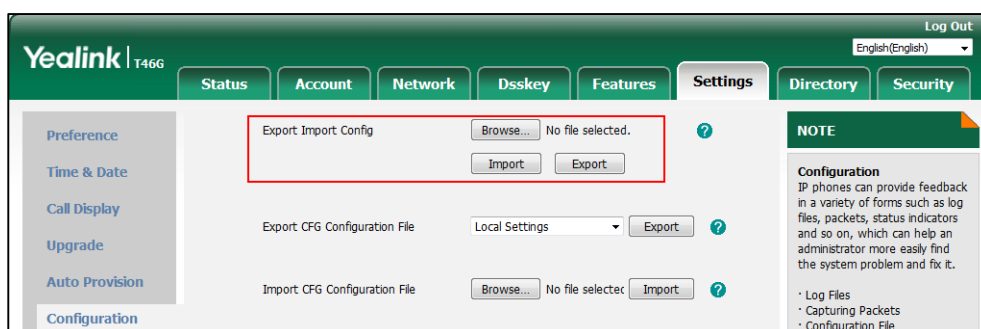 Log Out
Yealink T46G
English(English)
Status Account Network Dsskey Features Settings Directory Security
Preference
Time & Date
Call Display
Upgrade
Auto Provision
Configuration
Export Import Config Browse... No file selected. ?
Import Export
Export CFG Configuration File Local Settings Export ?
Import CFG Configuration File Browse... No file selectec Import ?
NOTE
Configuration
IP phones can provide feedback
in a variety of forms such as log
files, packets, status indicators
and so on, which can help an
administrator more easily find
the system problem and fix it.
· Log Files
· Capturing Packets
· Configuration File